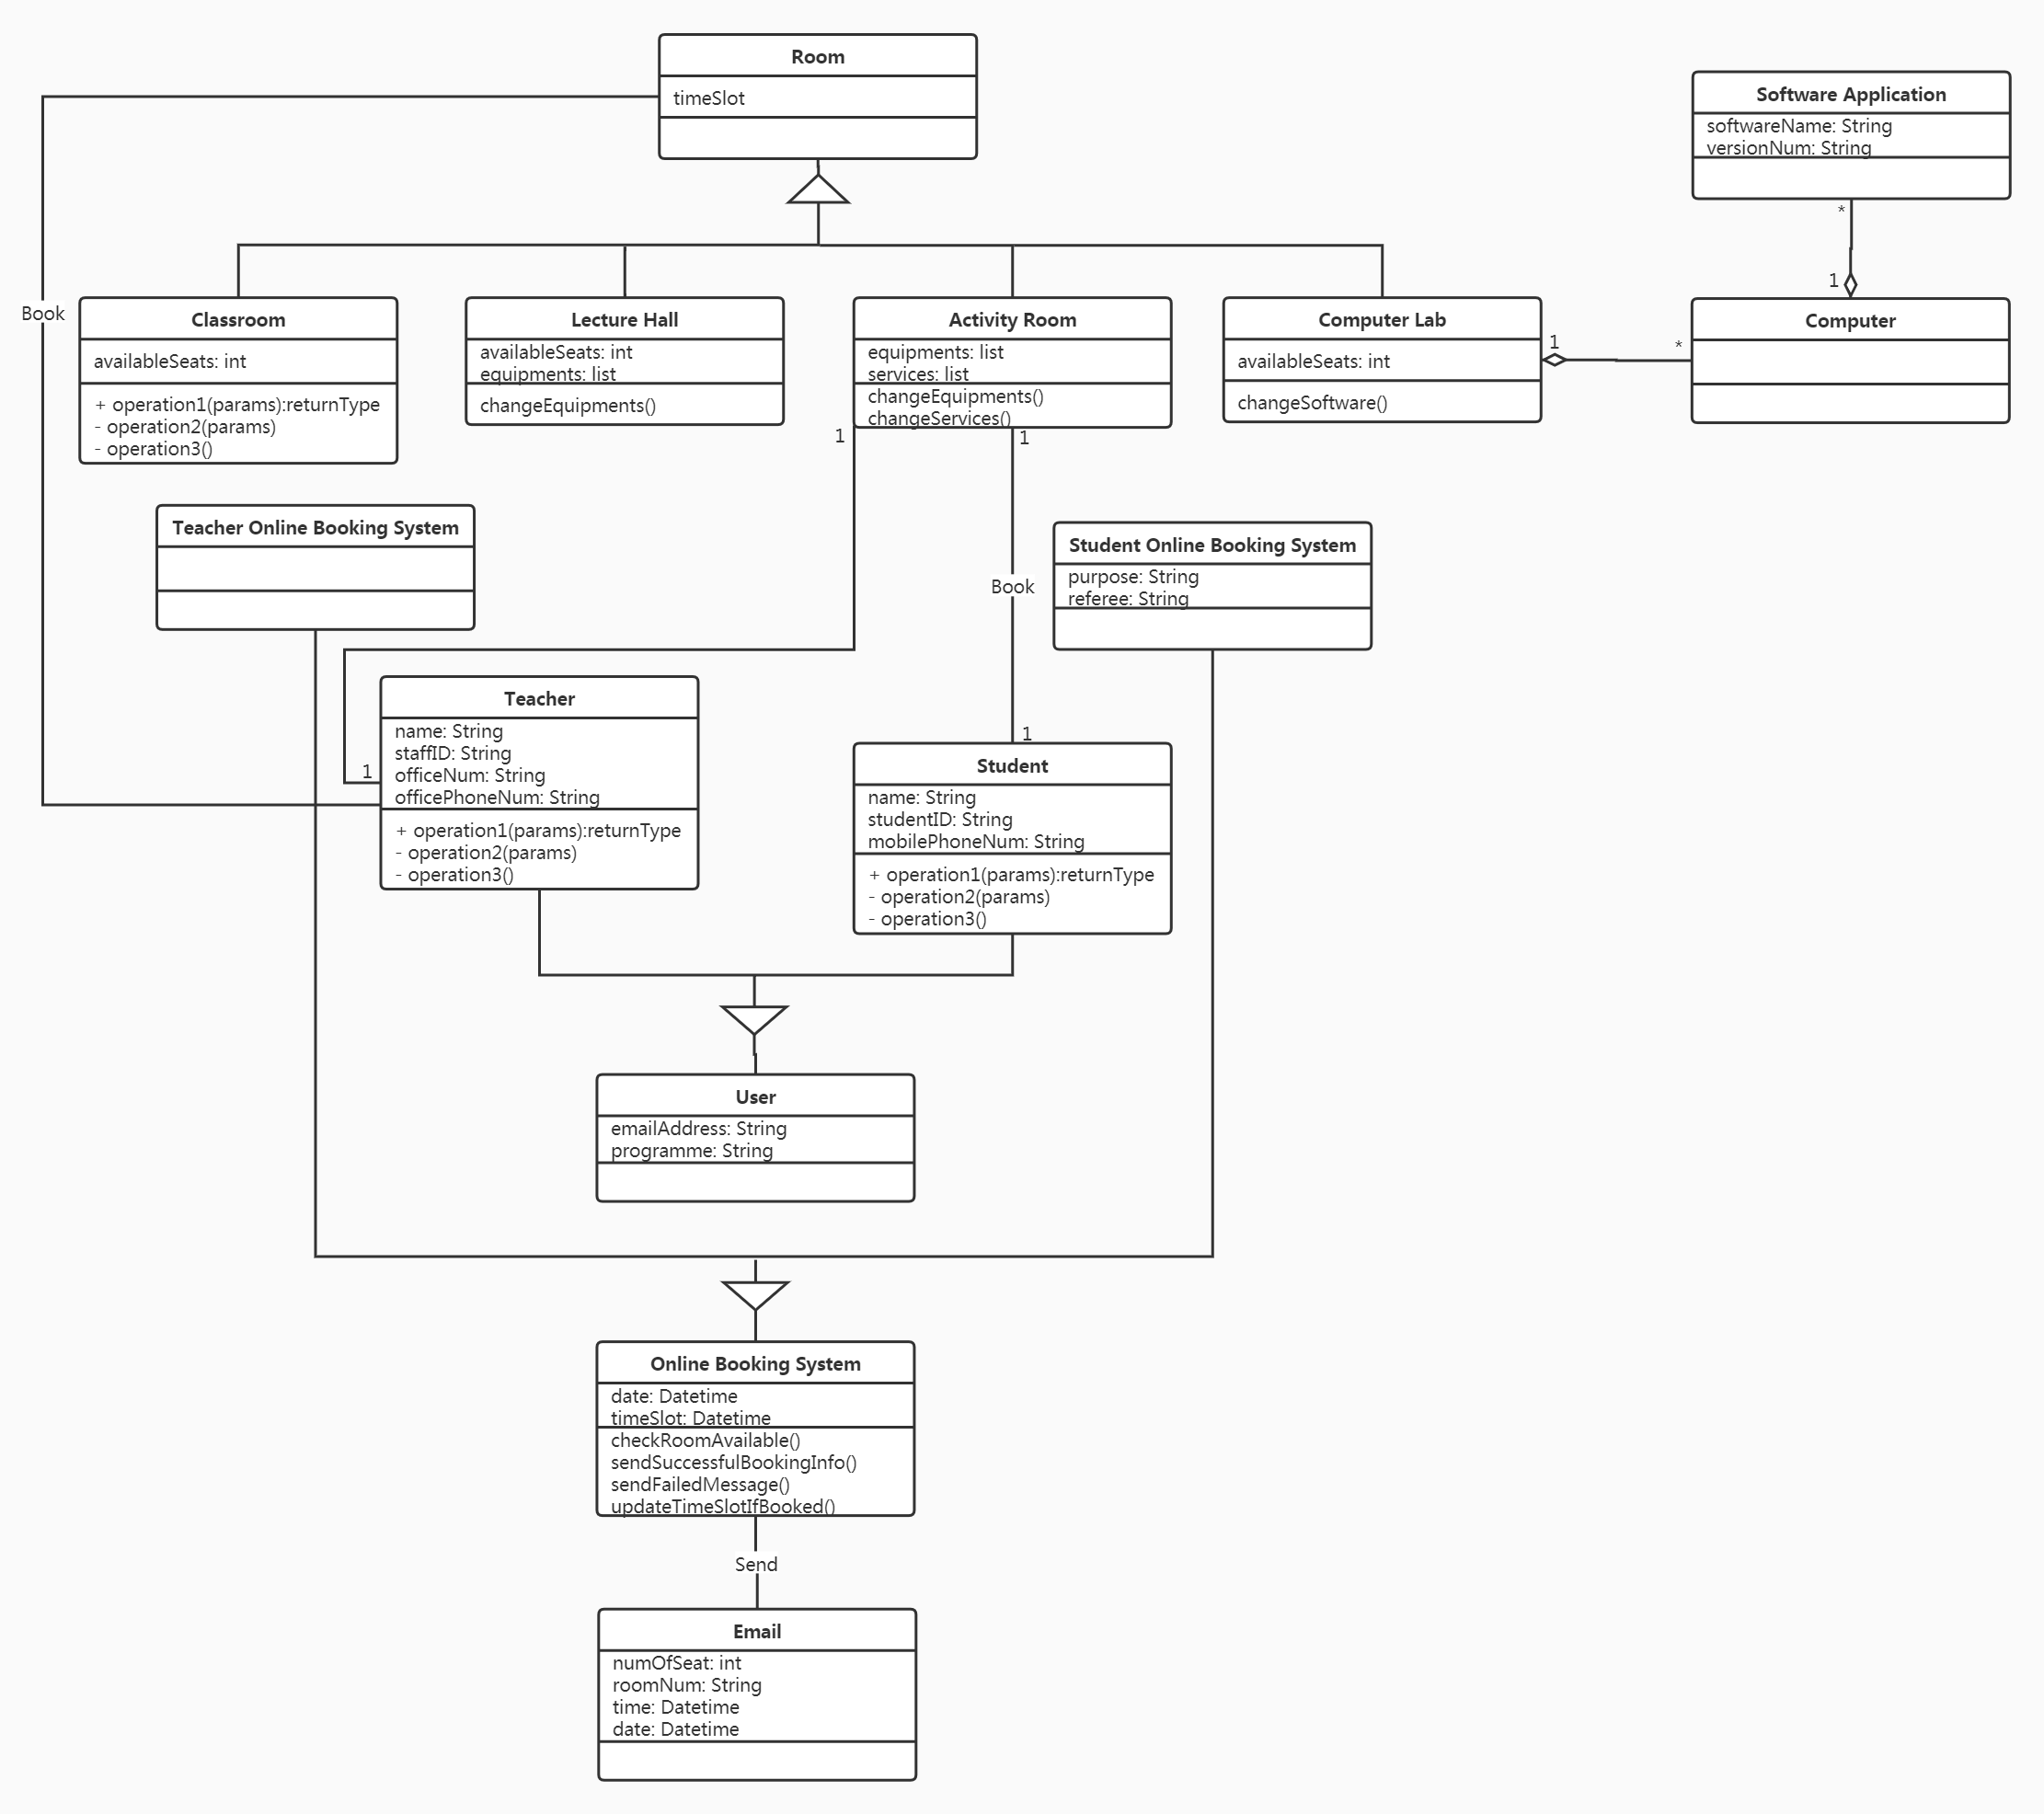 Room
timeSlot
Software Application
softwareName: String
versionNum: String
*
1
Book
Classroom
availableSeats: int
+ operation1(params):returnType
- operation2(params)
- operation3()
Lecture Hall
availableSeats: int
equipments: list
changeEquipments()
Activity Room
equipments: list
services: list
changeEquipments()
changeServices()
1
1
Computer Lab
availableSeats: int
changeSoftware()
1
*
Computer
Teacher Online Booking System
Student Online Booking System
purpose: String
referee: String
Book
Teacher
name: String
staffID: String
officeNum: String
officePhoneNum: String
+ operation1(params):returnType
- operation2(params)
- operation3()
1
1
Student
name: String
studentID: String
mobilePhoneNum: String
+ operation1(params):returnType
- operation2(params)
- operation3()
User
emailAddress: String
programme: String
Online Booking System
date: Datetime
timeSlot: Datetime
checkRoomAvailable()
sendSuccessfulBookingInfo()
sendFailedMessage()
updateTimeSlotIfBooked()
Send
Email
numOfSeat: int
roomNum: String
time: Datetime
date: Datetime